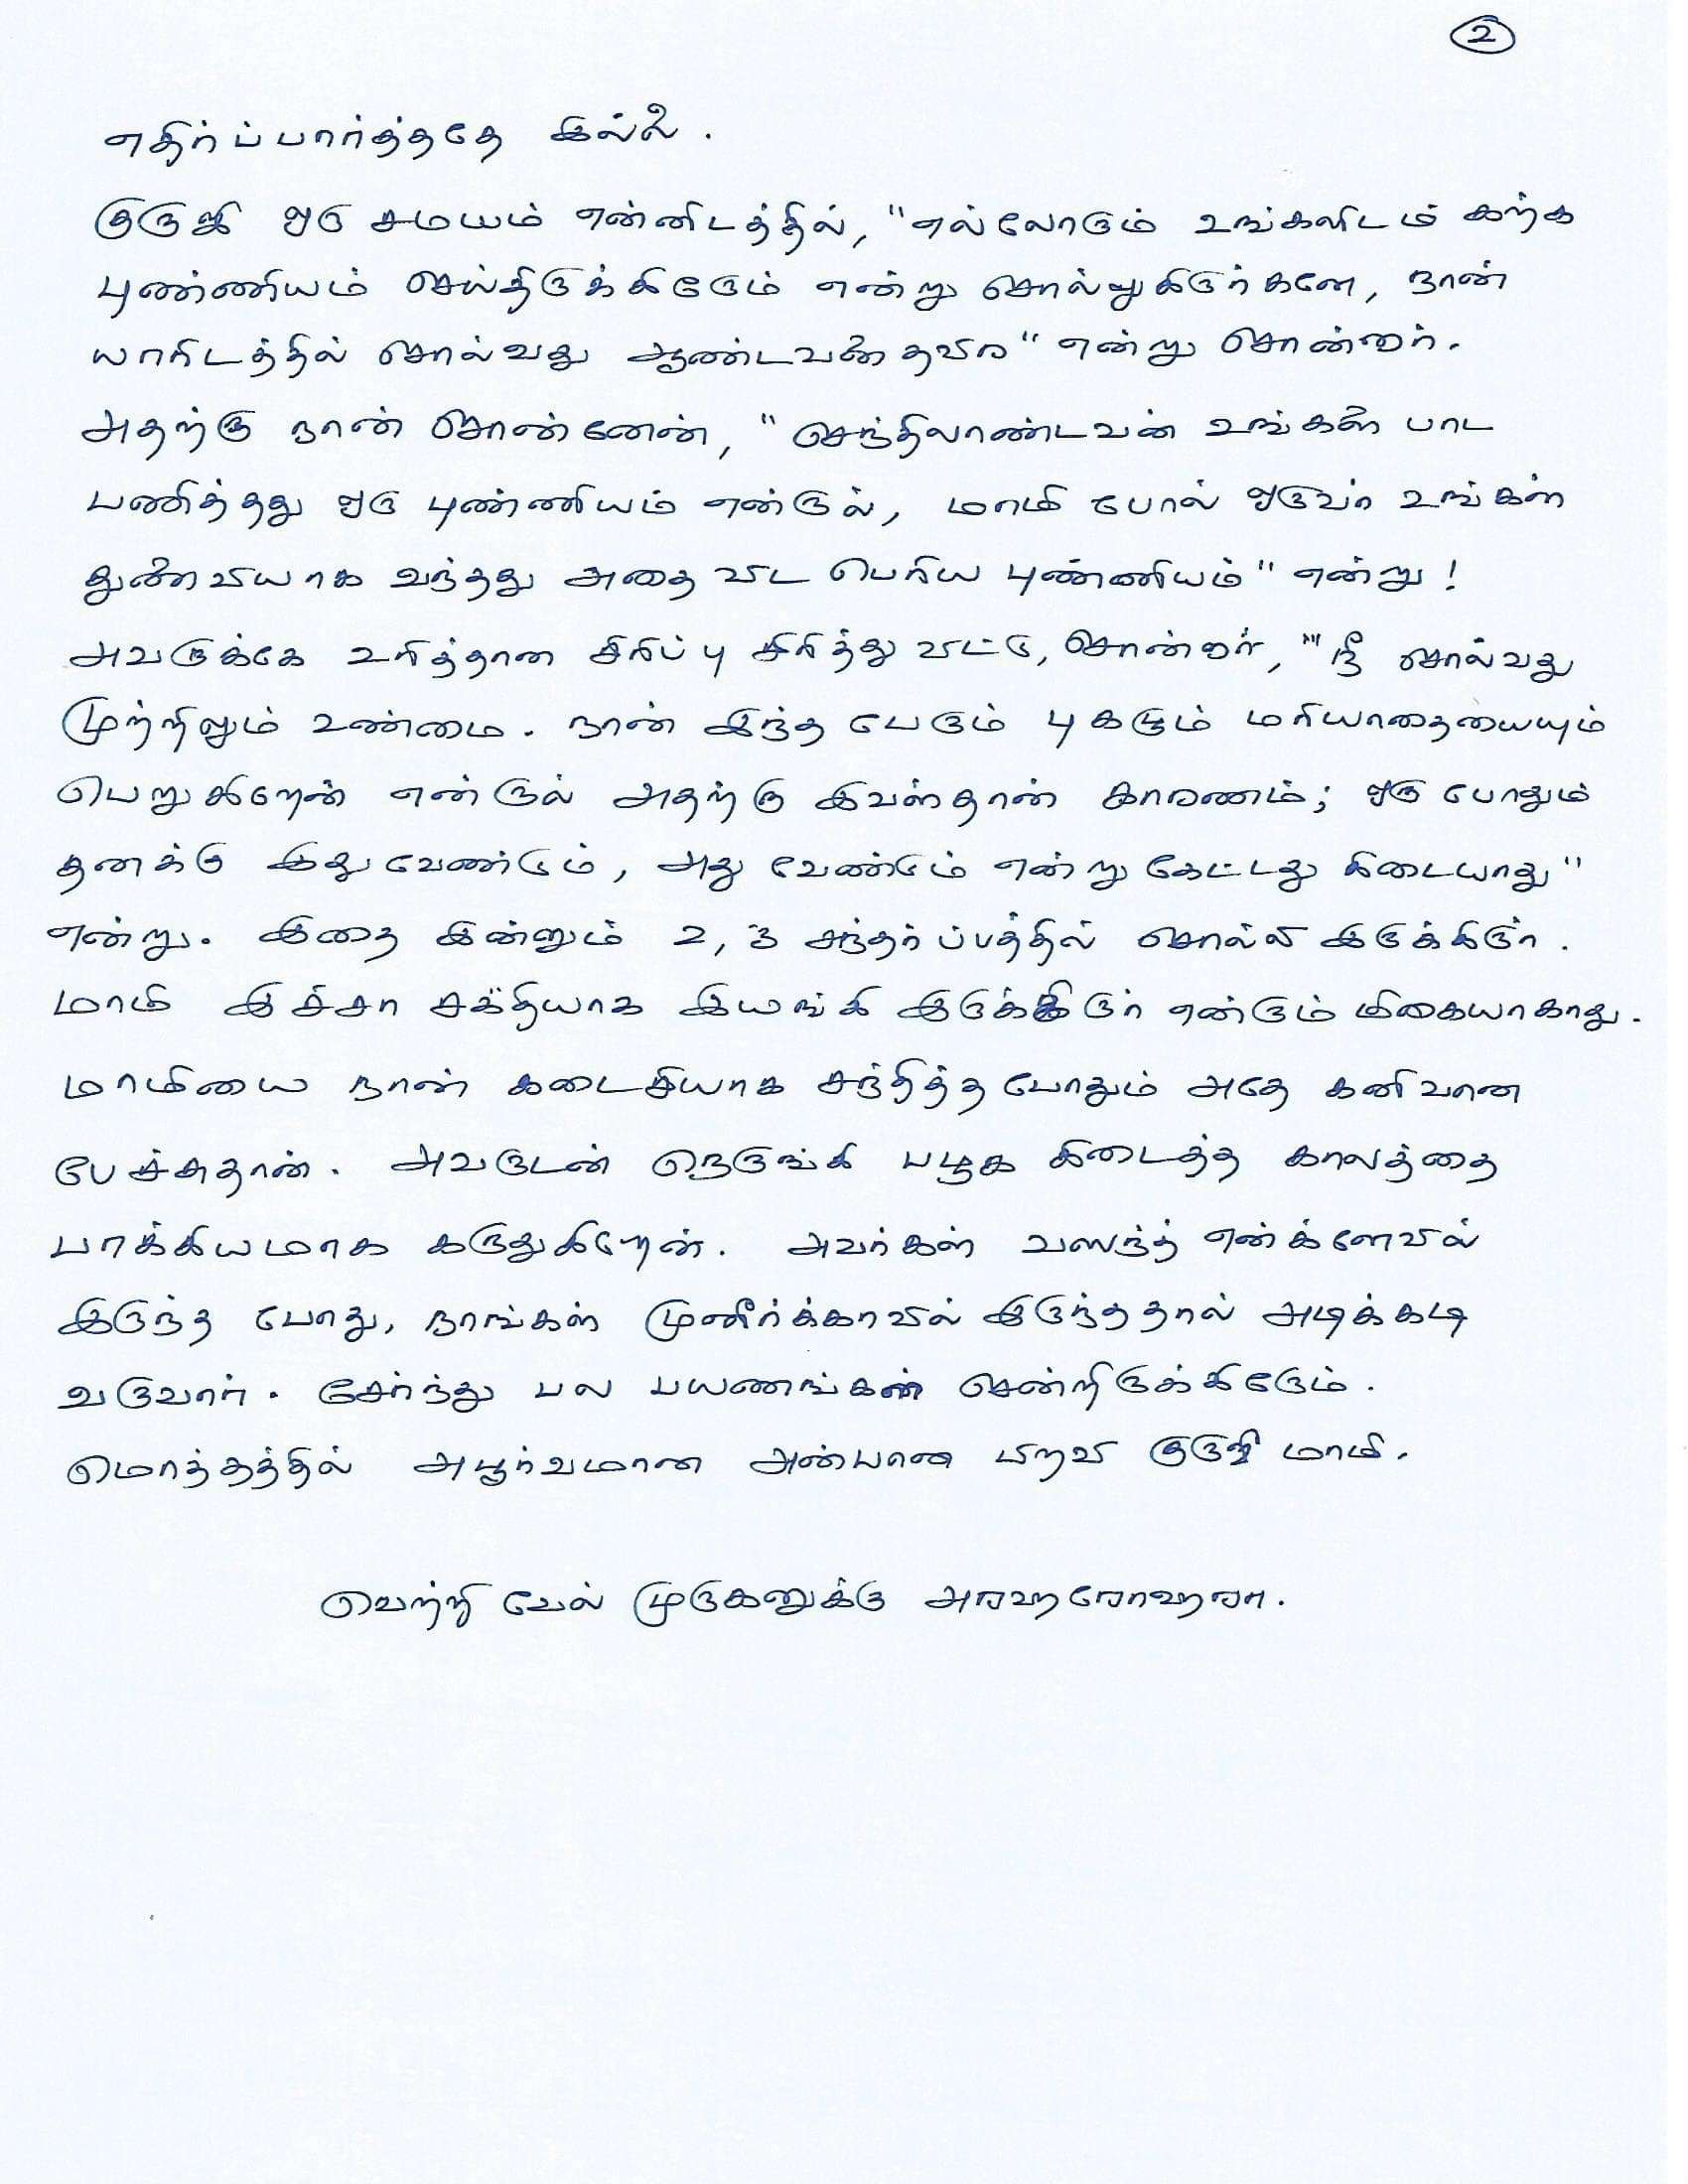 2
எதிர்ப்பார்த்ததே இல்லை.
குருஜி ஒரு சமயம் என்னிடத்தில், "எல்லோரும் உங்களிடம் கற்க
புண்ணியம் செய்திருக்கிறோம் என்று சொல்லுகிறார்களே, நான்
யாரிடத்தில் சொல்வது ஆண்டவனைதவிர" என்று சொன்னார்.
அதற்கு நான் சொன்னேன், "செந்திலாண்டவன் உங்களை பாட
பணித்தது ஒரு புண்ணியம் என்றால், மாமி போல் ஒருவர் உங்கள்
துணைவியாக வந்தது அதை விட பெரிய புண்ணியம்" என்று!
அவருக்கே உரித்தான சிரிப்பு சிரித்து விட்டு, சொன்னார், "நீ சொல்வது
முற்றிலும் உண்மை. நான் இந்த பேரும் புகழும் மரியாதையையும்
பெறுகிறேன் என்றால் அதற்கு இவள்தான் காரணம்; ஒரு போதும்
தனக்கு இது வேண்டும், அது வேண்டும் என்று கேட்டது கிடையாது"
என்று. இதை இன்னும் 2, 3 சந்தர்ப்பத்தில் சொல்லி இருக்கிறார்.
மாமி இச்சா சக்தியாக இயங்கி இருக்கிறார் என்றால் மிகையாகாது.
மாமியை நான் கடைசியாக சந்தித்த போதும் அதே கனிவான
பேச்சுதான். அவருடன் நெருங்கி பழக கிடைத்த காலத்தை
பாக்கியமாக கருதுகிறேன். அவர்கள் வஸந்த் என்க்ளேவில்
இருந்த போது, நாங்கள் முனீர்க்காவில் இருந்ததால் அடிக்கடி
வருவார். சேர்ந்து பல பயணங்கள் சென்றிருக்கிறோம்.
மொத்தத்தில் அபூர்வமான அன்பான பிறவி குருஜி மாமி.
வெற்றி வேல் முருகனுக்கு அரஹரோஹரா.